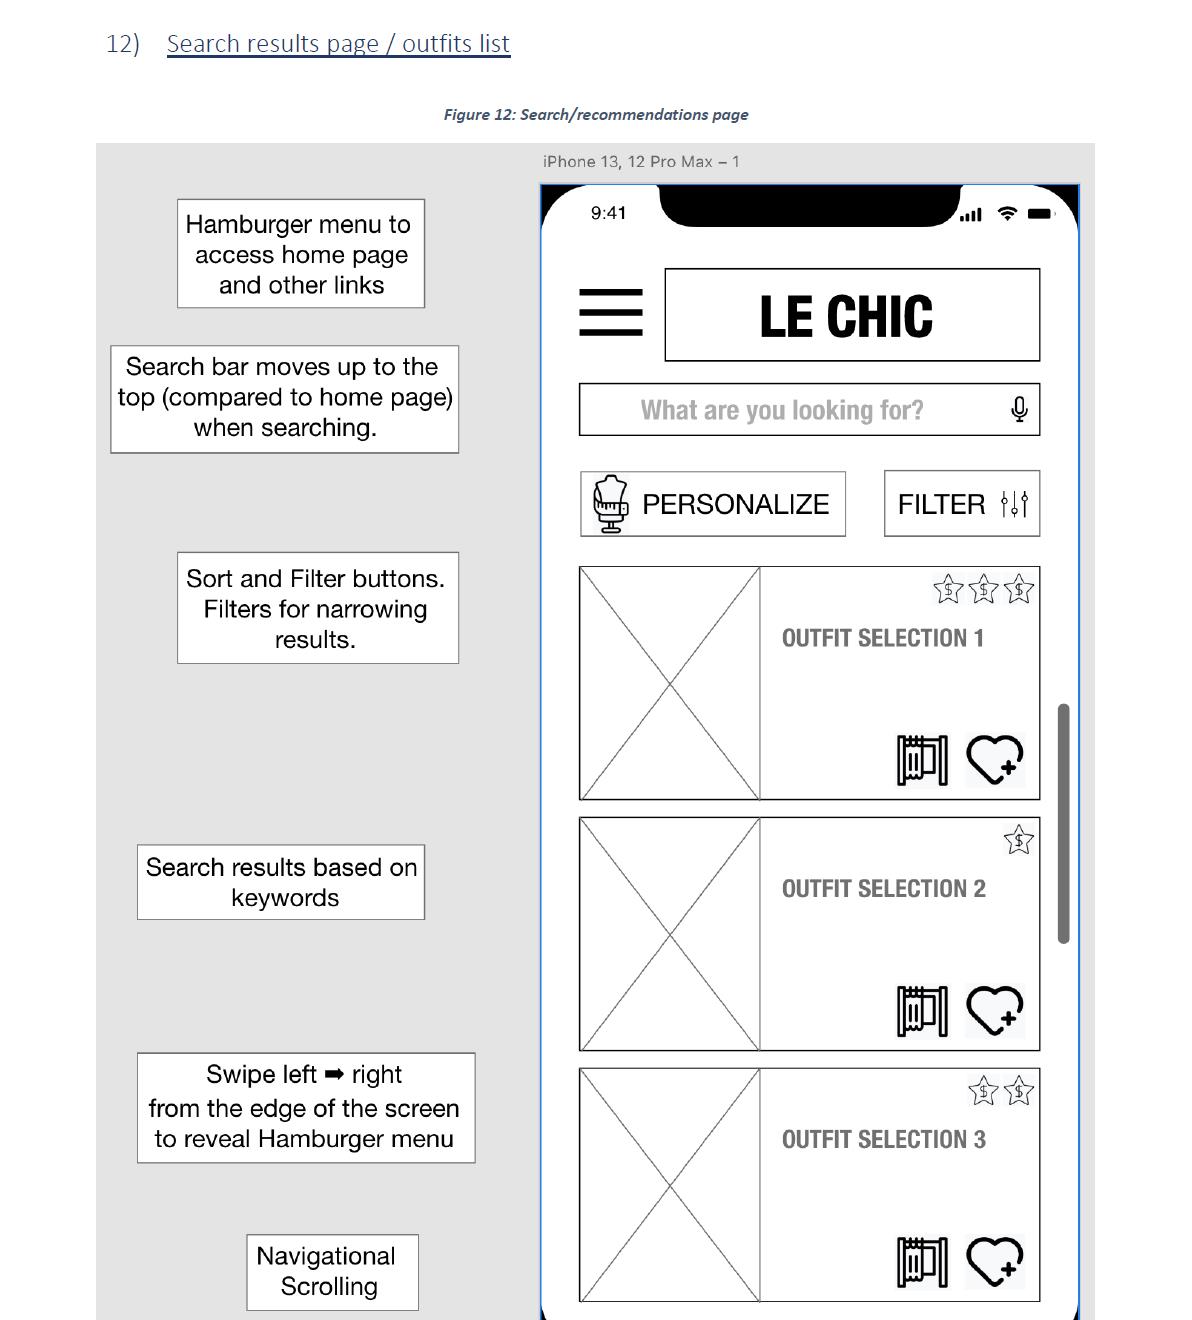 12) Search results page / outfits list
Figure 12: Search/recommendations page
iPhone 13, 12 Pro Max – 1
9:41
Hamburger menu to
access home page
and other links
LE CHIC
Search bar moves up to the
top (compared to home page)
when searching.
What are you looking for?
PERSONALIZE
FILTER
Sort and Filter buttons.
Filters for narrowing
results.
$ $ $
OUTFIT SELECTION 1
Search results based on
keywords
$
OUTFIT SELECTION 2
Swipe left ➡ right
from the edge of the screen
to reveal Hamburger menu
$ $
OUTFIT SELECTION 3
Navigational
Scrolling